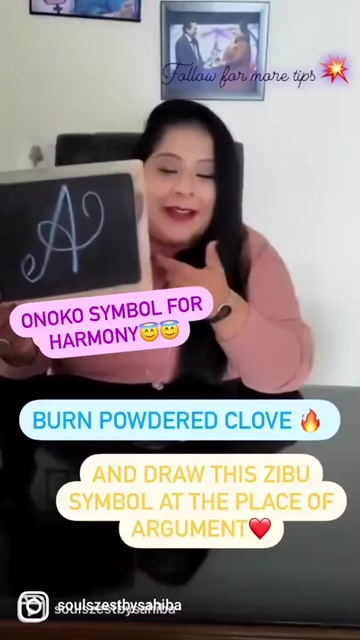 Follow for more tips 💥
A
ONOKO SYMBOL FOR
HARMONY😇😇
BURN POWDERED CLOVE 🔥
AND DRAW THIS ZIBU
SYMBOL AT THE PLACE OF
ARGUMENT❤️
soulszestbysahiba
soulszestbysahiba